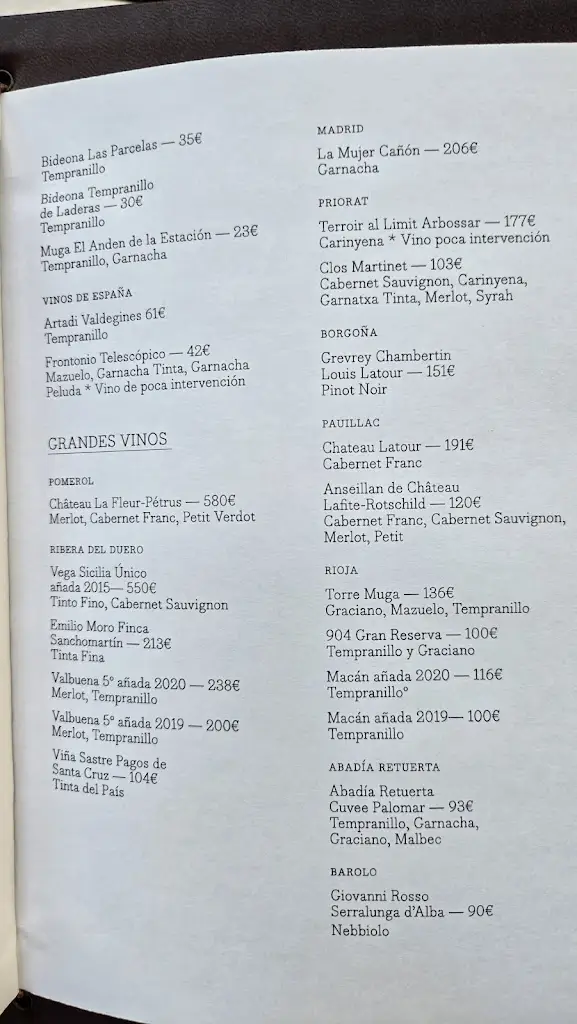 Bideona Las Parcelas — 35€
Tempranillo
Bideona Tempranillo
de Laderas — 30€
Tempranillo
Muga El Anden de la Estación — 23€
Tempranillo, Garnacha
VINOS DE ESPAÑA
Artadi Valdegines 61€
Tempranillo
Frontonio Telescópico — 42€
Mazuelo, Garnacha Tinta, Garnacha
Peluda * Vino de poca intervención
GRANDES VINOS
POMEROL
Château La Fleur-Pétrus — 580€
Merlot, Cabernet Franc, Petit Verdot
RIBERA DEL DUERO
Vega Sicilia Único
añada 2015— 550€
Tinto Fino, Cabernet Sauvignon
Emilio Moro Finca
Sanchomartín — 213€
Tinta Fina
Valbuena 5º añada 2020 — 238€
Merlot, Tempranillo
Valbuena 5º añada 2019 — 200€
Merlot, Tempranillo
Viña Sastre Pagos de
Santa Cruz — 104€
Tinta del País
MADRID
La Mujer Cañón — 206€
Garnacha
PRIORAT
Terroir al Limit Arbossar — 177€
Carinyena * Vino poca intervención
Clos Martinet — 103€
Cabernet Sauvignon, Carinyena,
Garnatxa Tinta, Merlot, Syrah
BORGOÑA
Grevrey Chambertin
Louis Latour — 151€
Pinot Noir
PAUILLAC
Chateau Latour — 191€
Cabernet Franc
Anseillan de Château
Lafite-Rotschild — 120€
Cabernet Franc, Cabernet Sauvignon,
Merlot, Petit
RIOJA
Torre Muga — 136€
Graciano, Mazuelo, Tempranillo
904 Gran Reserva — 100€
Tempranillo y Graciano
Macán añada 2020 — 116€
Tempranilloº
Macán añada 2019— 100€
Tempranillo
ABADÍA RETUERTA
Abadía Retuerta
Cuvee Palomar — 93€
Tempranillo, Garnacha,
Graciano, Malbec
BAROLO
Giovanni Rosso
Serralunga d'Alba — 90€
Nebbiolo